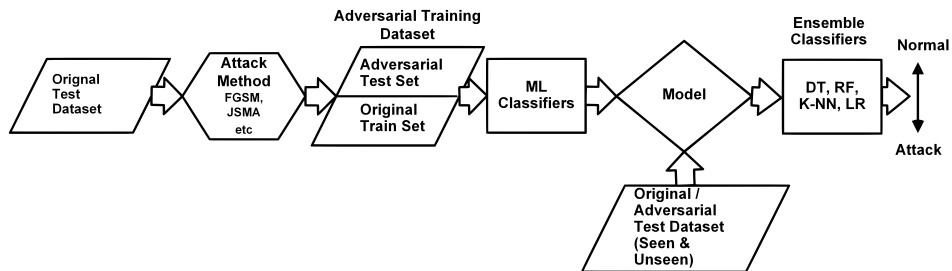 Orignal
Test
Dataset
Attack
Method
FGSM,
JSMA
etc
Adversarial Training
Dataset
Adversarial
Test Set
Original
Train Set
ML
Classifiers
Model
Original /
Adversarial
Test Dataset
(Seen &
Unseen)
Ensemble
Classifiers
DT, RF,
K-NN, LR
Normal
Attack